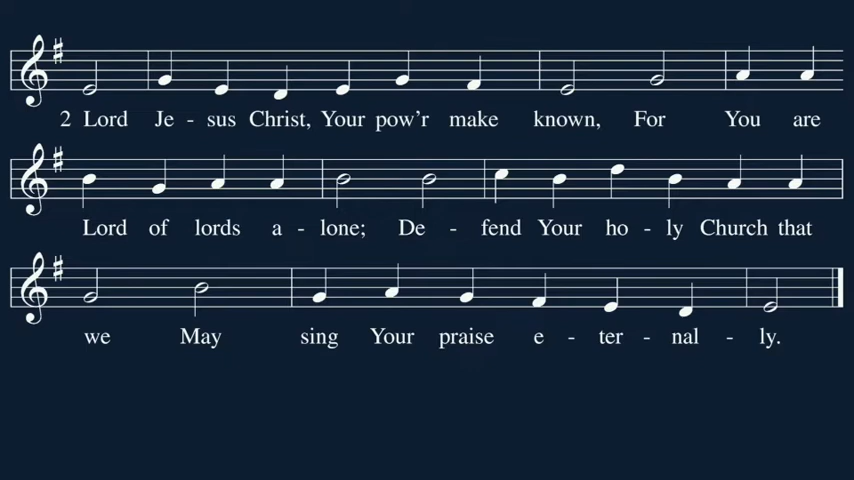 2 Lord Je - sus Christ, Your pow'r make known, For You are
Lord of lords a - lone; De - fend Your ho - ly Church that
we May sing Your praise e - ter - nal - ly.